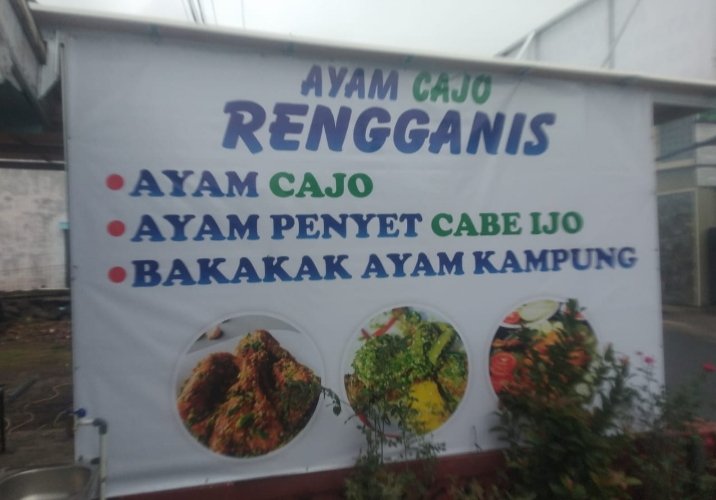 AYAM CAJO
RENGGANIS
• AYAM CAJO
• AYAM PENYET CABE IJO
• BAKAKAK AYAM KAMPUNG